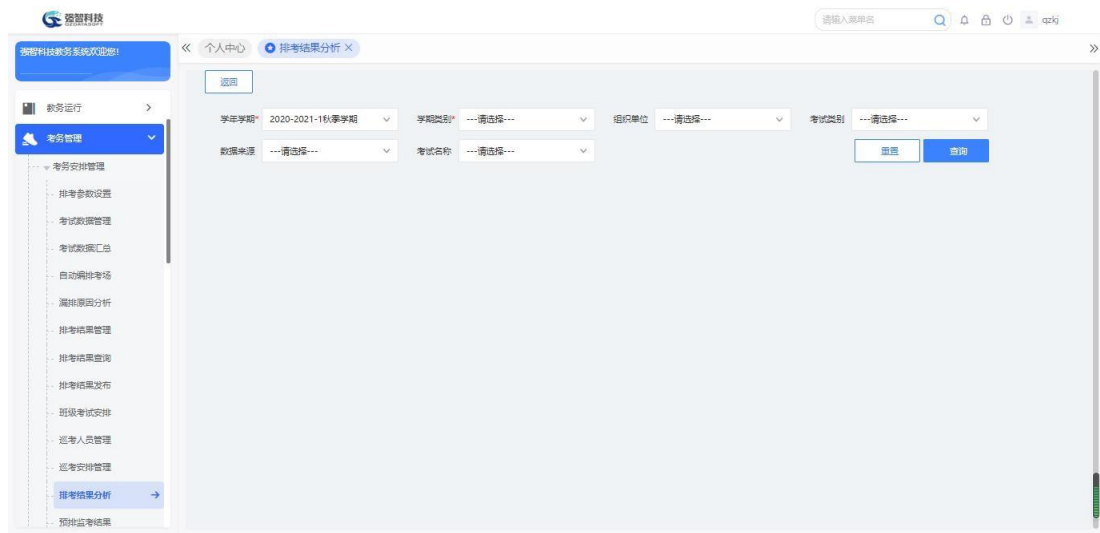 强智科技
QZDATASOFT
请输入菜单名
qzkj
强智科技教务系统欢迎您!
个人中心
排考结果分析
返回
教务运行
考务管理
考务安排管理
排考参数设置
考试数据管理
考试数据汇总
自动编排考场
漏排原因分析
排考结果管理
排考结果查询
排考结果发布
班级考试安排
巡考人员管理
巡考安排管理
排考结果分析
预排监考结果
学年学期* 2020-2021-1秋季学期 学期类别* ---请选择--- 组织单位 ---请选择--- 考试类别 ---请选择---
数据来源 ---请选择--- 考试名称 ---请选择--- 重置 查询